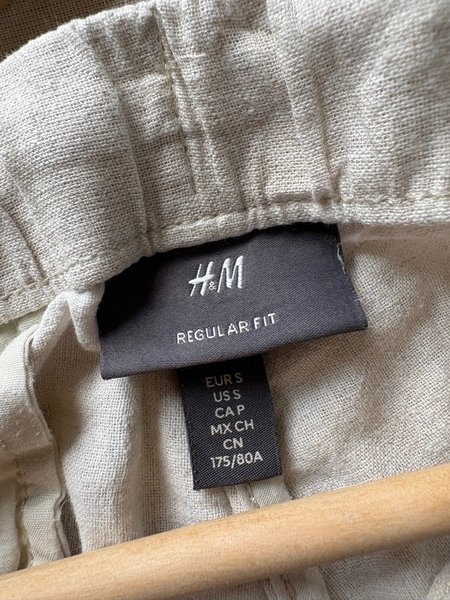 H&M
REGULAR FIT
EUR S
US S
CA P
MX CH
CN
175/80A